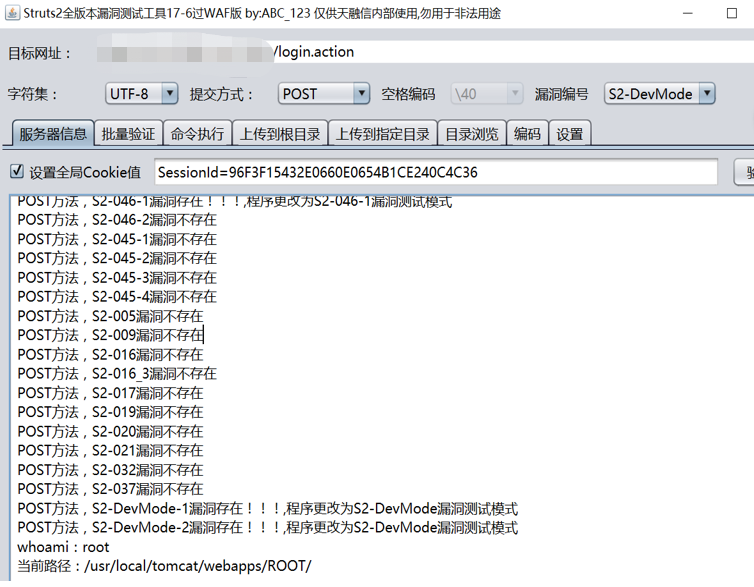 Struts2全版本漏洞测试工具17-6过WAF版 by:ABC_123 仅供天融信内部使用,勿用于非法用途
目标网址： /login.action
字符集： UTF-8 提交方式： POST 空格编码 \40 漏洞编号 S2-DevMode
服务器信息 批量验证 命令执行 上传到根目录 上传到指定目录 目录浏览 编码 设置
设置全局Cookie值 SessionId=96F3F15432E0660E0654B1CE240C4C36
POST方法，S2-046-1漏洞存在！！！,程序更改为S2-046-1漏洞测试模式
POST方法，S2-046-2漏洞不存在
POST方法，S2-045-1漏洞不存在
POST方法，S2-045-2漏洞不存在
POST方法，S2-045-3漏洞不存在
POST方法，S2-045-4漏洞不存在
POST方法，S2-005漏洞不存在
POST方法，S2-009漏洞不存在
POST方法，S2-016漏洞不存在
POST方法，S2-016_3漏洞不存在
POST方法，S2-017漏洞不存在
POST方法，S2-019漏洞不存在
POST方法，S2-020漏洞不存在
POST方法，S2-021漏洞不存在
POST方法，S2-032漏洞不存在
POST方法，S2-037漏洞不存在
POST方法，S2-DevMode-1漏洞存在！！！,程序更改为S2-DevMode漏洞测试模式
POST方法，S2-DevMode-2漏洞存在！！！,程序更改为S2-DevMode漏洞测试模式
whoami：root
当前路径：/usr/local/tomcat/webapps/ROOT/